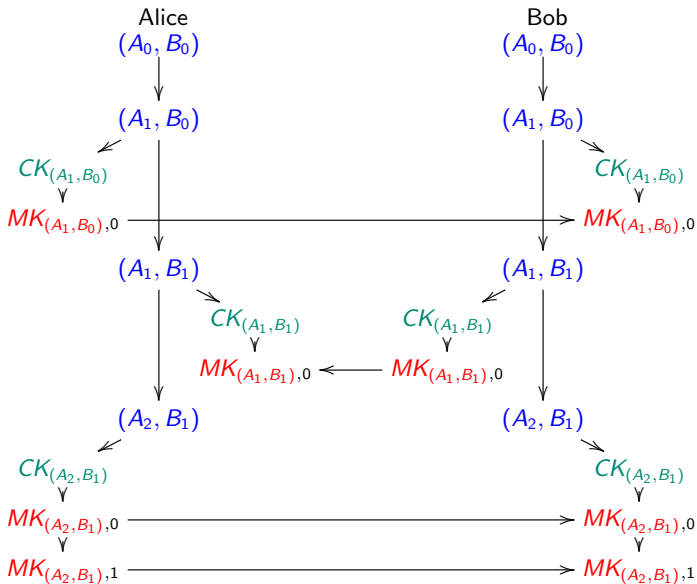 Alice Bob
(A₀, B₀) (A₀, B₀)
(A₁, B₀) (A₁, B₀)
CK₍A₁,B₀₎ CK₍A₁,B₀₎
MK₍A₁,B₀₎,₀ MK₍A₁,B₀₎,₀
(A₁, B₁) (A₁, B₁)
CK₍A₁,B₁₎ CK₍A₁,B₁₎
MK₍A₁,B₁₎,₀ MK₍A₁,B₁₎,₀
(A₂, B₁) (A₂, B₁)
CK₍A₂,B₁₎ CK₍A₂,B₁₎
MK₍A₂,B₁₎,₀ MK₍A₂,B₁₎,₀
MK₍A₂,B₁₎,₁ MK₍A₂,B₁₎,₁